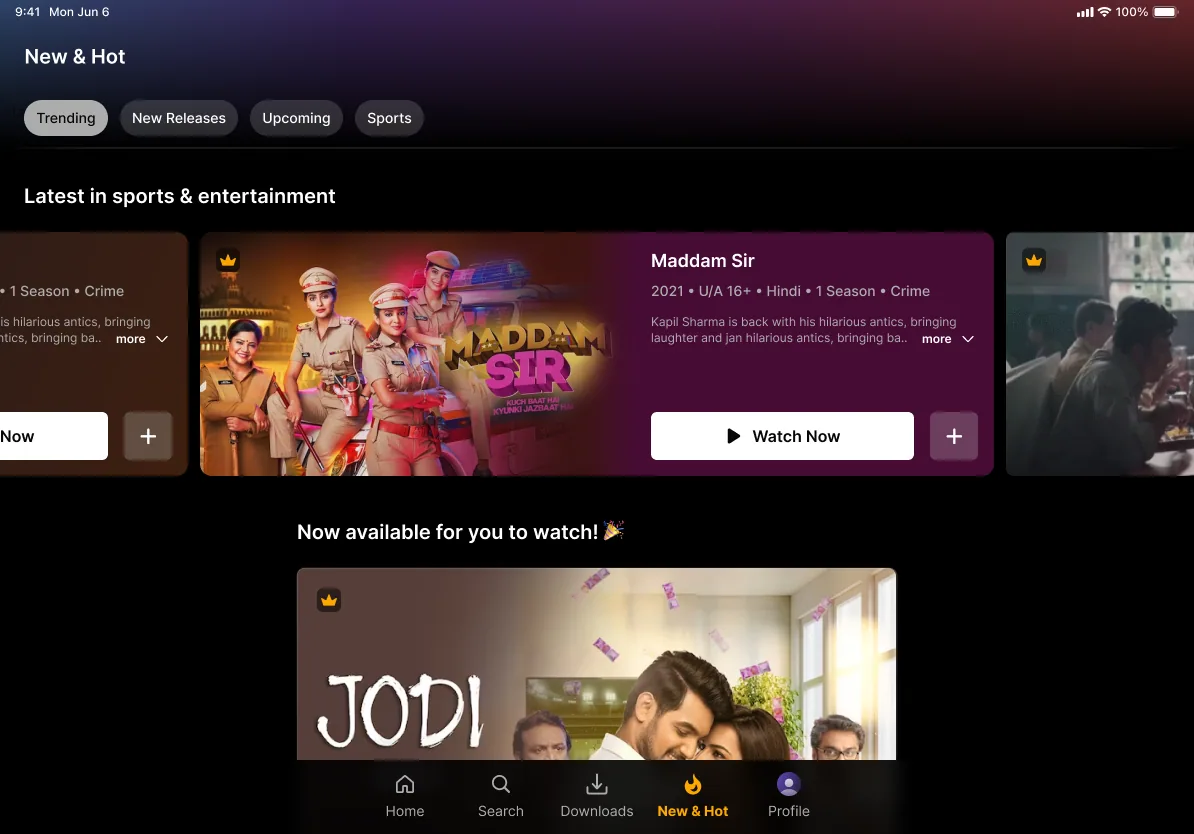 9:41 Mon Jun 6
100%
New & Hot
Trending
New Releases
Upcoming
Sports
Latest in sports & entertainment
• 1 Season • Crime
is hilarious antics, bringing
ntics, bringing ba.. more
Now
MADDAM
SIR
KUCH BAAT HAI
KYUNKI JAZBAAT HAI
Maddam Sir
2021 • U/A 16+ • Hindi • 1 Season • Crime
Kapil Sharma is back with his hilarious antics, bringing
laughter and jan hilarious antics, bringing ba.. more
Watch Now
Now available for you to watch! 🎉
JODI
Home
Search
Downloads
New & Hot
Profile